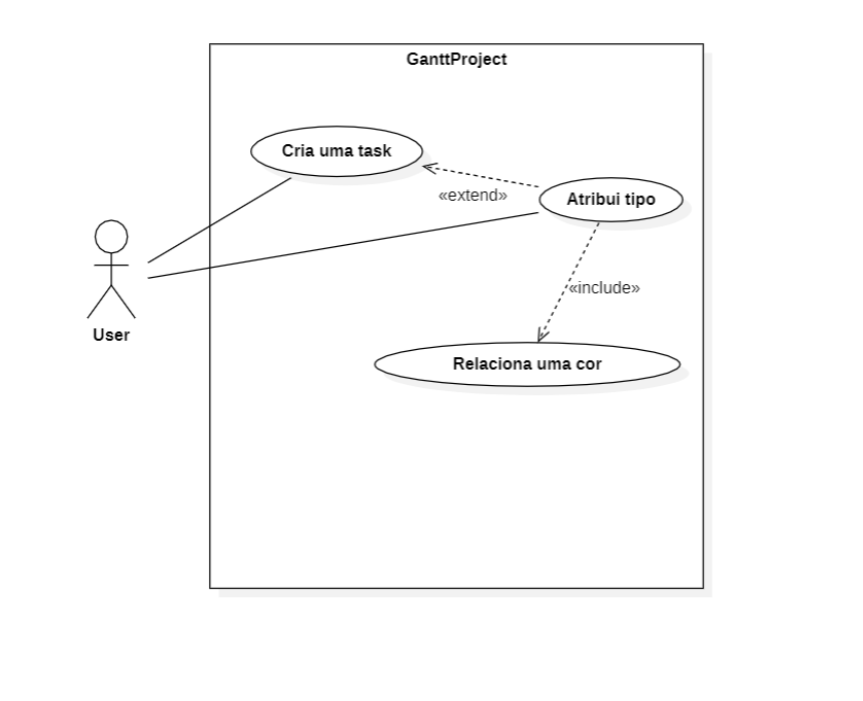 GanttProject
Cria uma task
«extend»
Atribui tipo
«include»
User
Relaciona uma cor